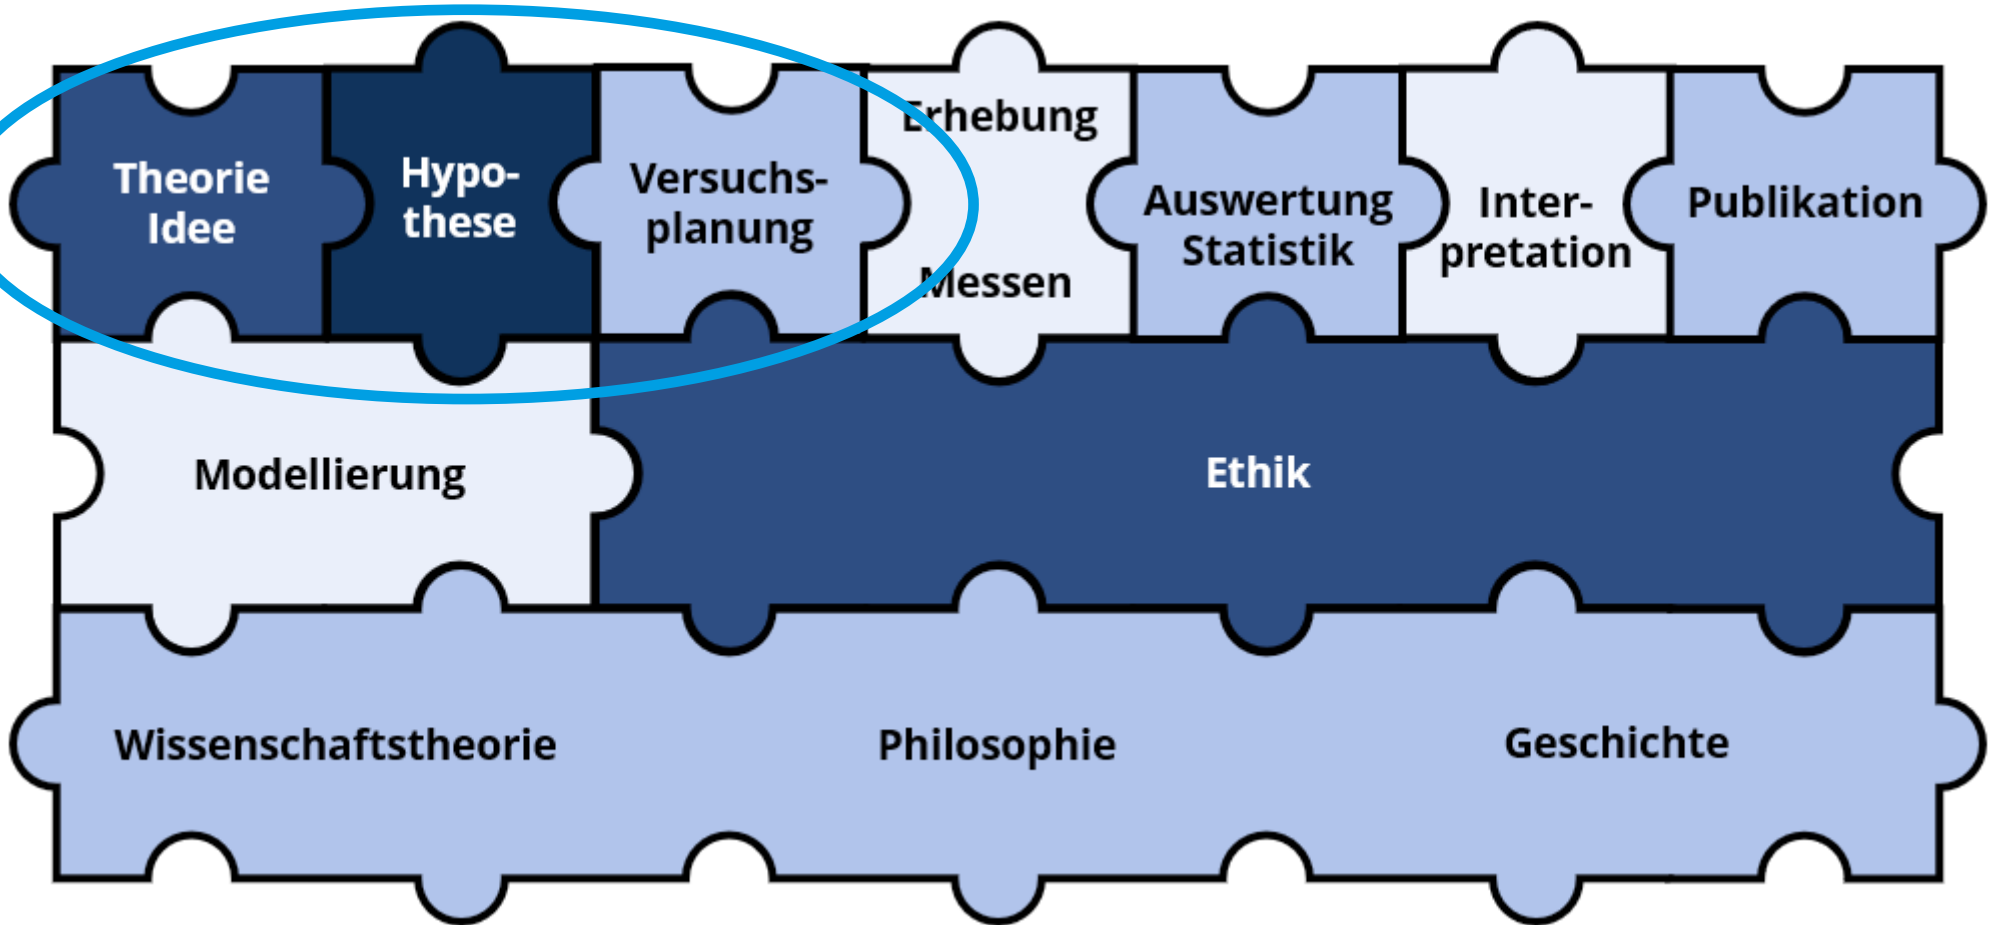 Theorie
Idee
Hypo-
these
Versuchs-
planung
Erhebung
Messen
Auswertung
Statistik
Inter-
pretation
Publikation
Modellierung
Ethik
Wissenschaftstheorie
Philosophie
Geschichte